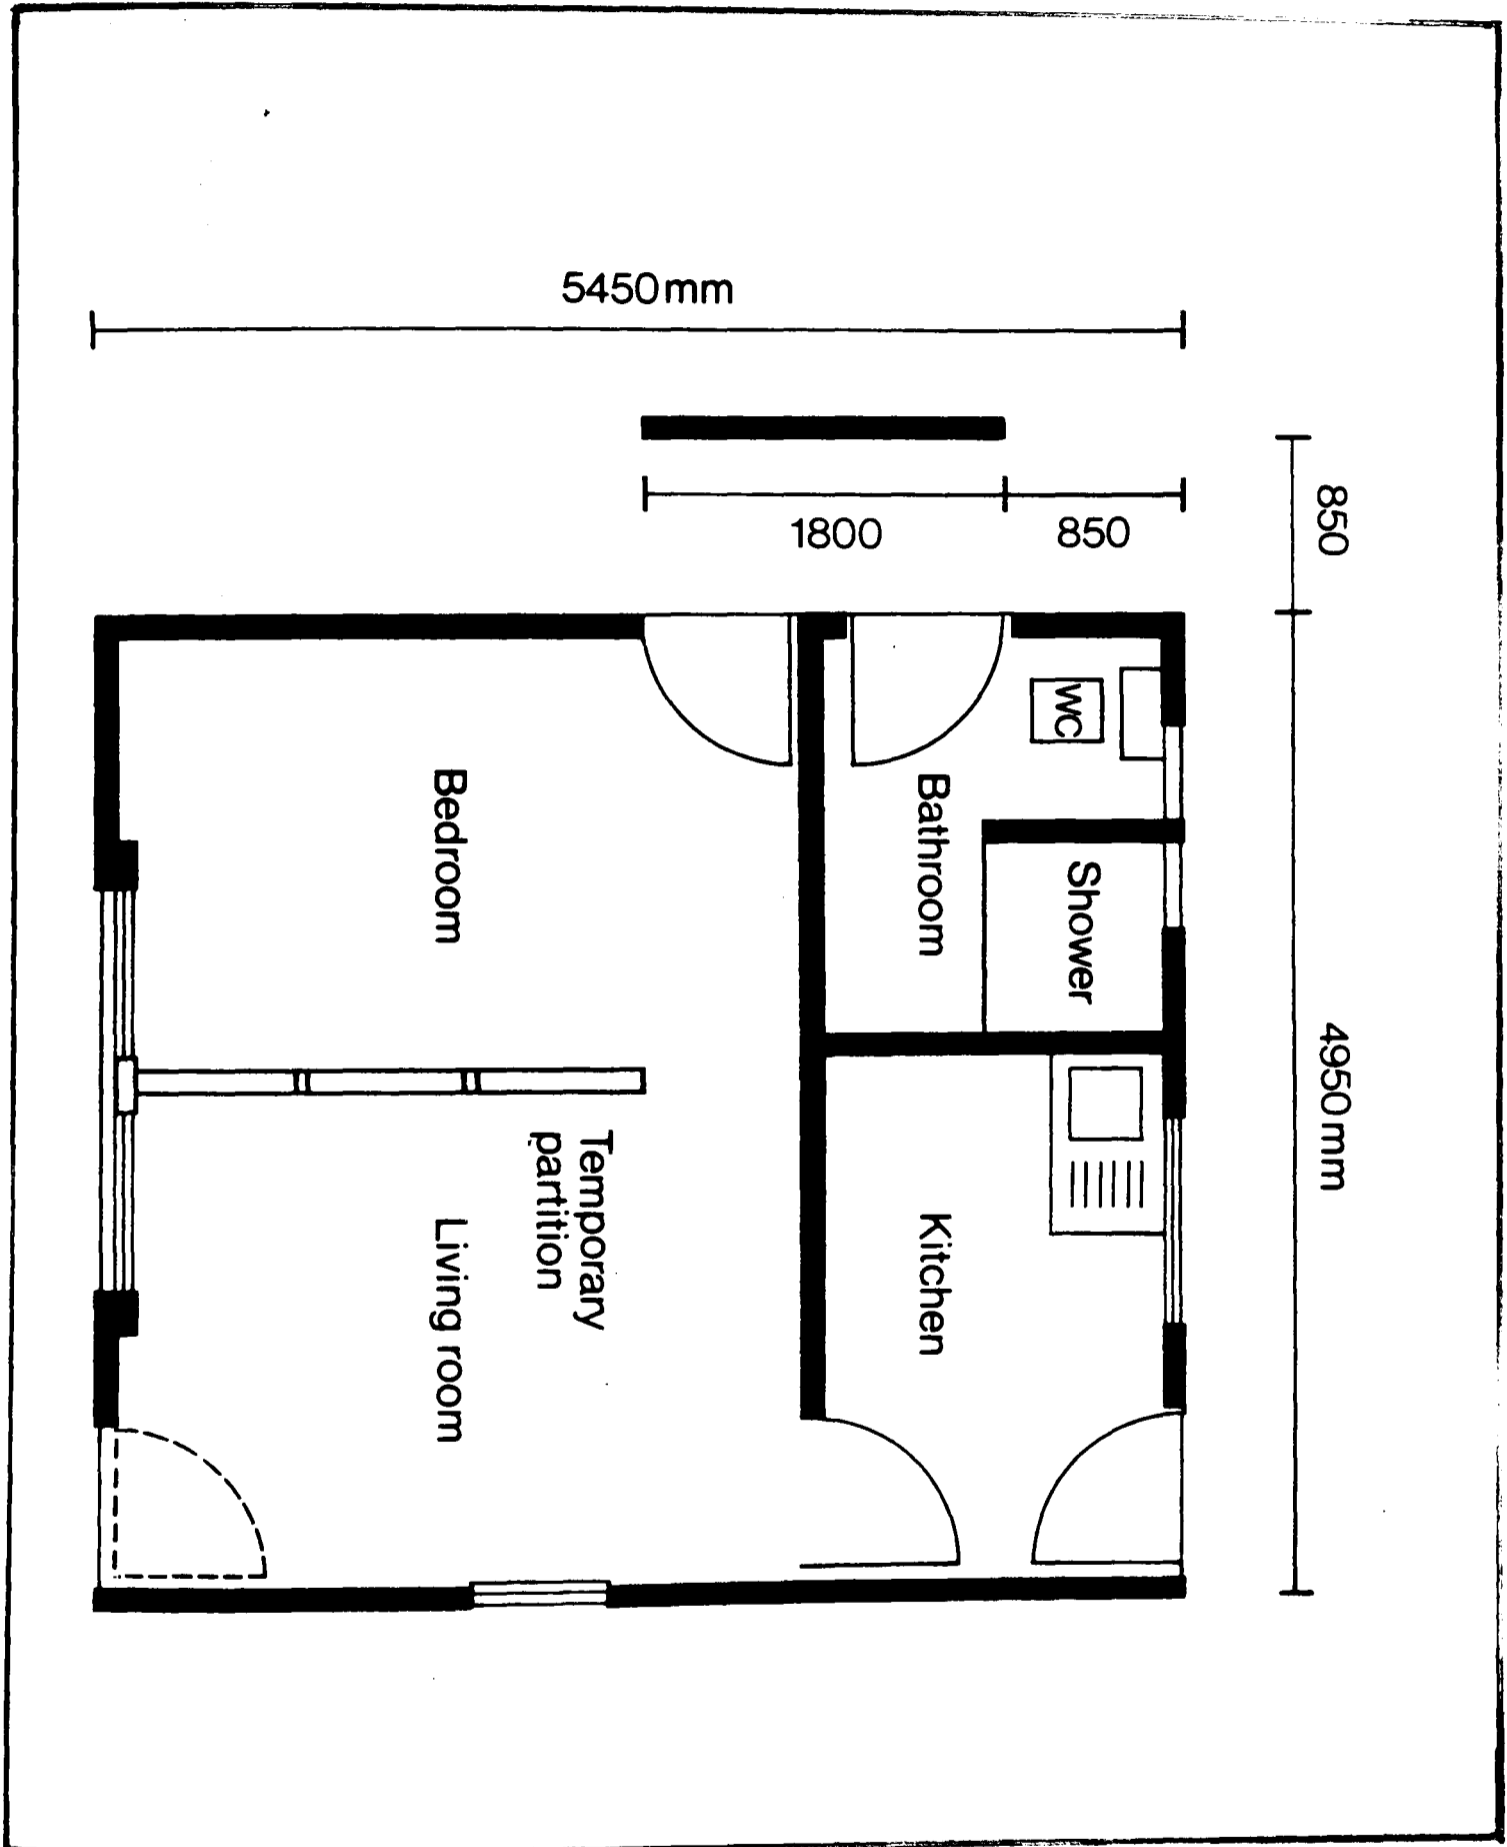 5450mm
850
1800
850
4950mm
WC
Bathroom
Shower
Bedroom
Temporary
partition
Living room
Kitchen